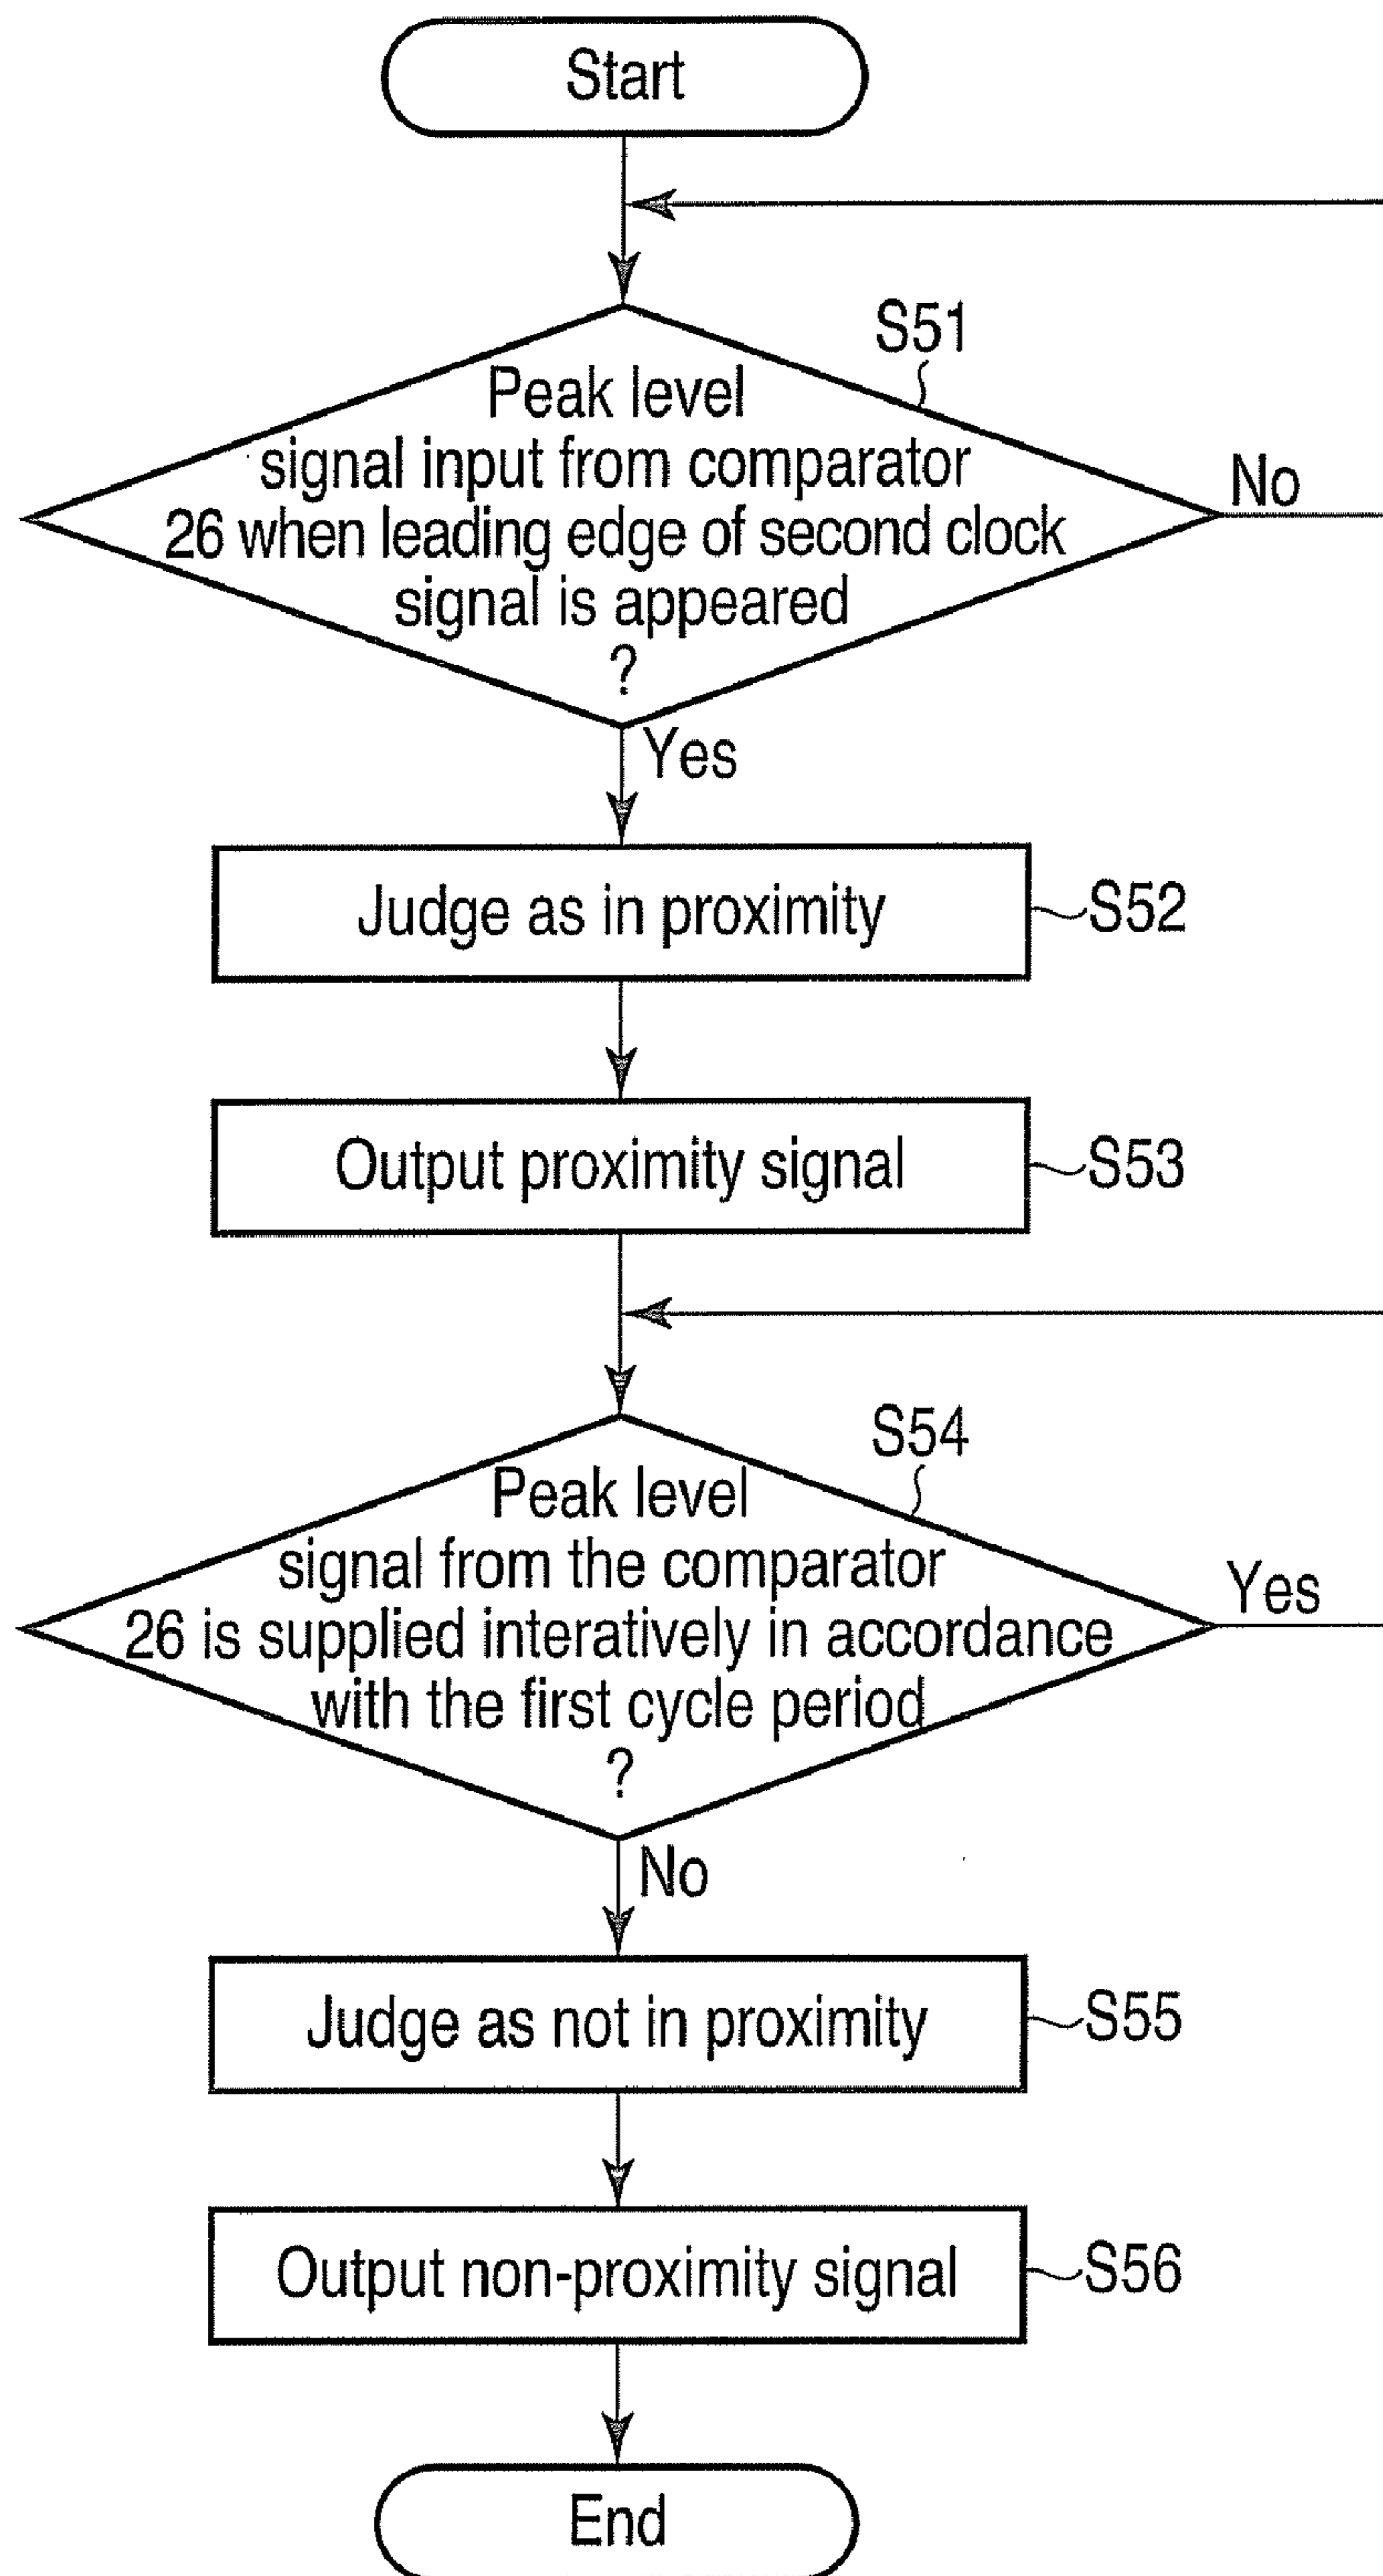 Start
S51
Peak level
signal input from comparator
26 when leading edge of second clock
signal is appeared
?
No
Yes
Judge as in proximity
S52
Output proximity signal
S53
S54
Peak level
signal from the comparator
26 is supplied interatively in accordance
with the first cycle period
?
Yes
No
Judge as not in proximity
S55
Output non-proximity signal
S56
End